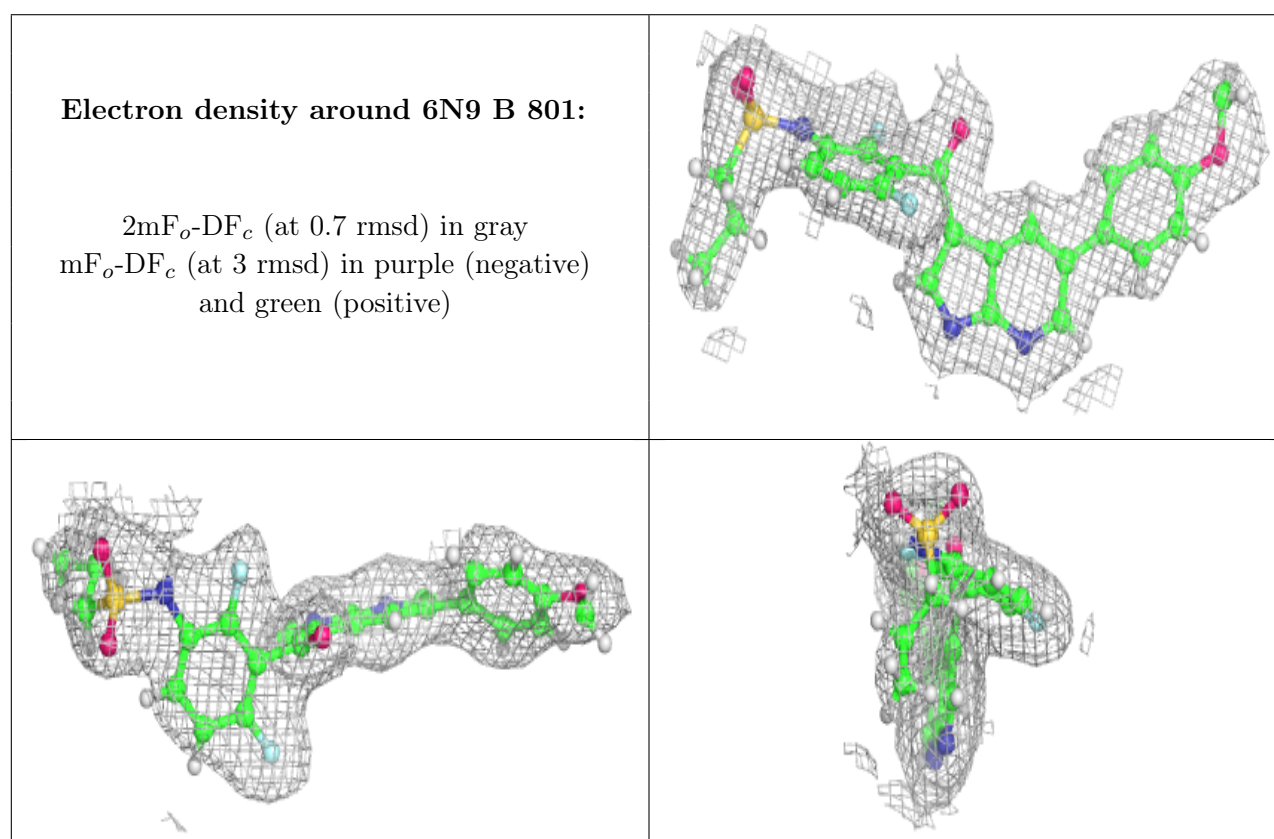 Electron density around 6N9 B 801:
2mFo-DFc (at 0.7 rmsd) in gray
mFo-DFc (at 3 rmsd) in purple (negative)
and green (positive)